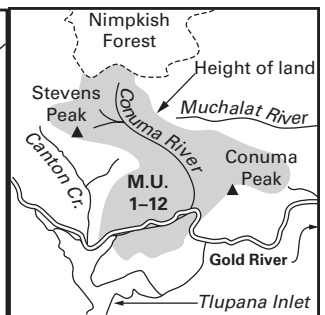 Nimpkish
Forest
Height of land
Stevens
Peak
Conuma River
Muchalat River
Canton Cr.
Conuma
Peak
M.U.
1–12
Gold River
Tlupana Inlet